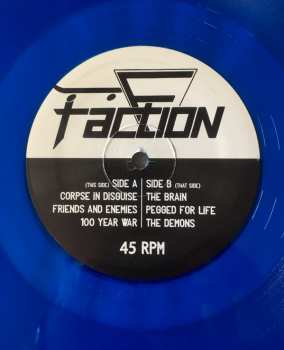 FACTION
(THIS SIDE) SIDE A | SIDE B (THAT SIDE)
CORPSE IN DISGUISE | THE BRAIN
FRIENDS AND ENEMIES | PEGGED FOR LIFE
100 YEAR WAR | THE DEMONS
45 RPM